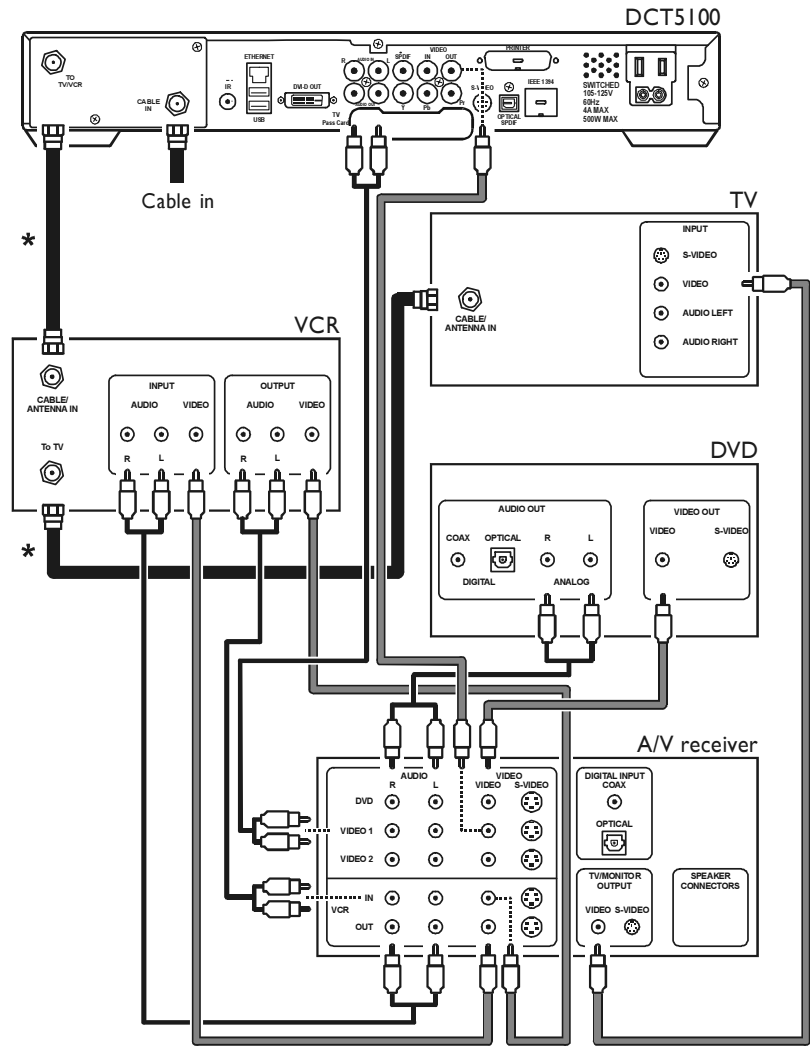 DCT5100
TO
TV/VCR
CABLE
IN
IR
ETHERNET
USB
DVI-D OUT
R AUDIO IN L
SPDIF
VIDEO
IN OUT
AUDIO OUT
Y Pb Pr
TV
Pass Card
S-VIDEO
PRINTER
OPTICAL
SPDIF
IEEE 1394
SWITCHED
105-125V
60Hz
4A MAX
500W MAX
Cable in
*
TV
INPUT
S-VIDEO
VIDEO
AUDIO LEFT
AUDIO RIGHT
CABLE/
ANTENNA IN
VCR
CABLE/
ANTENNA IN
To TV
INPUT
AUDIO VIDEO
R L
OUTPUT
AUDIO VIDEO
R L
*
DVD
AUDIO OUT
COAX OPTICAL R L
DIGITAL ANALOG
VIDEO OUT
VIDEO S-VIDEO
A/V receiver
AUDIO VIDEO
R L VIDEO S-VIDEO
DVD
VIDEO 1
VIDEO 2
IN
VCR
OUT
DIGITAL INPUT
COAX
OPTICAL
TV/MONITOR
OUTPUT
VIDEO S-VIDEO
SPEAKER
CONNECTORS